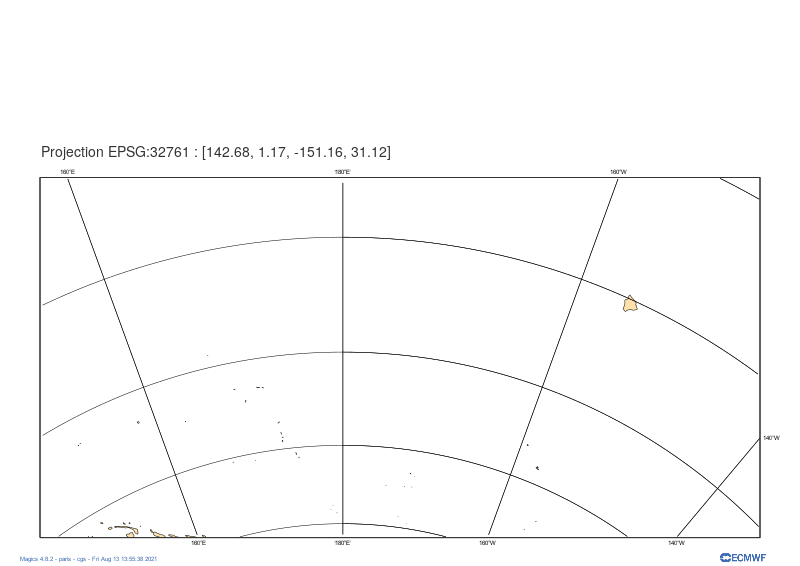 Projection EPSG:32761 : [142.68, 1.17, -151.16, 31.12]
160°E 180°E 160°W
140°W
160°E 180°E 160°W 140°W
Magics 4.8.2 - paris - cgs - Fri Aug 13 13:55:38 2021
ECMWF